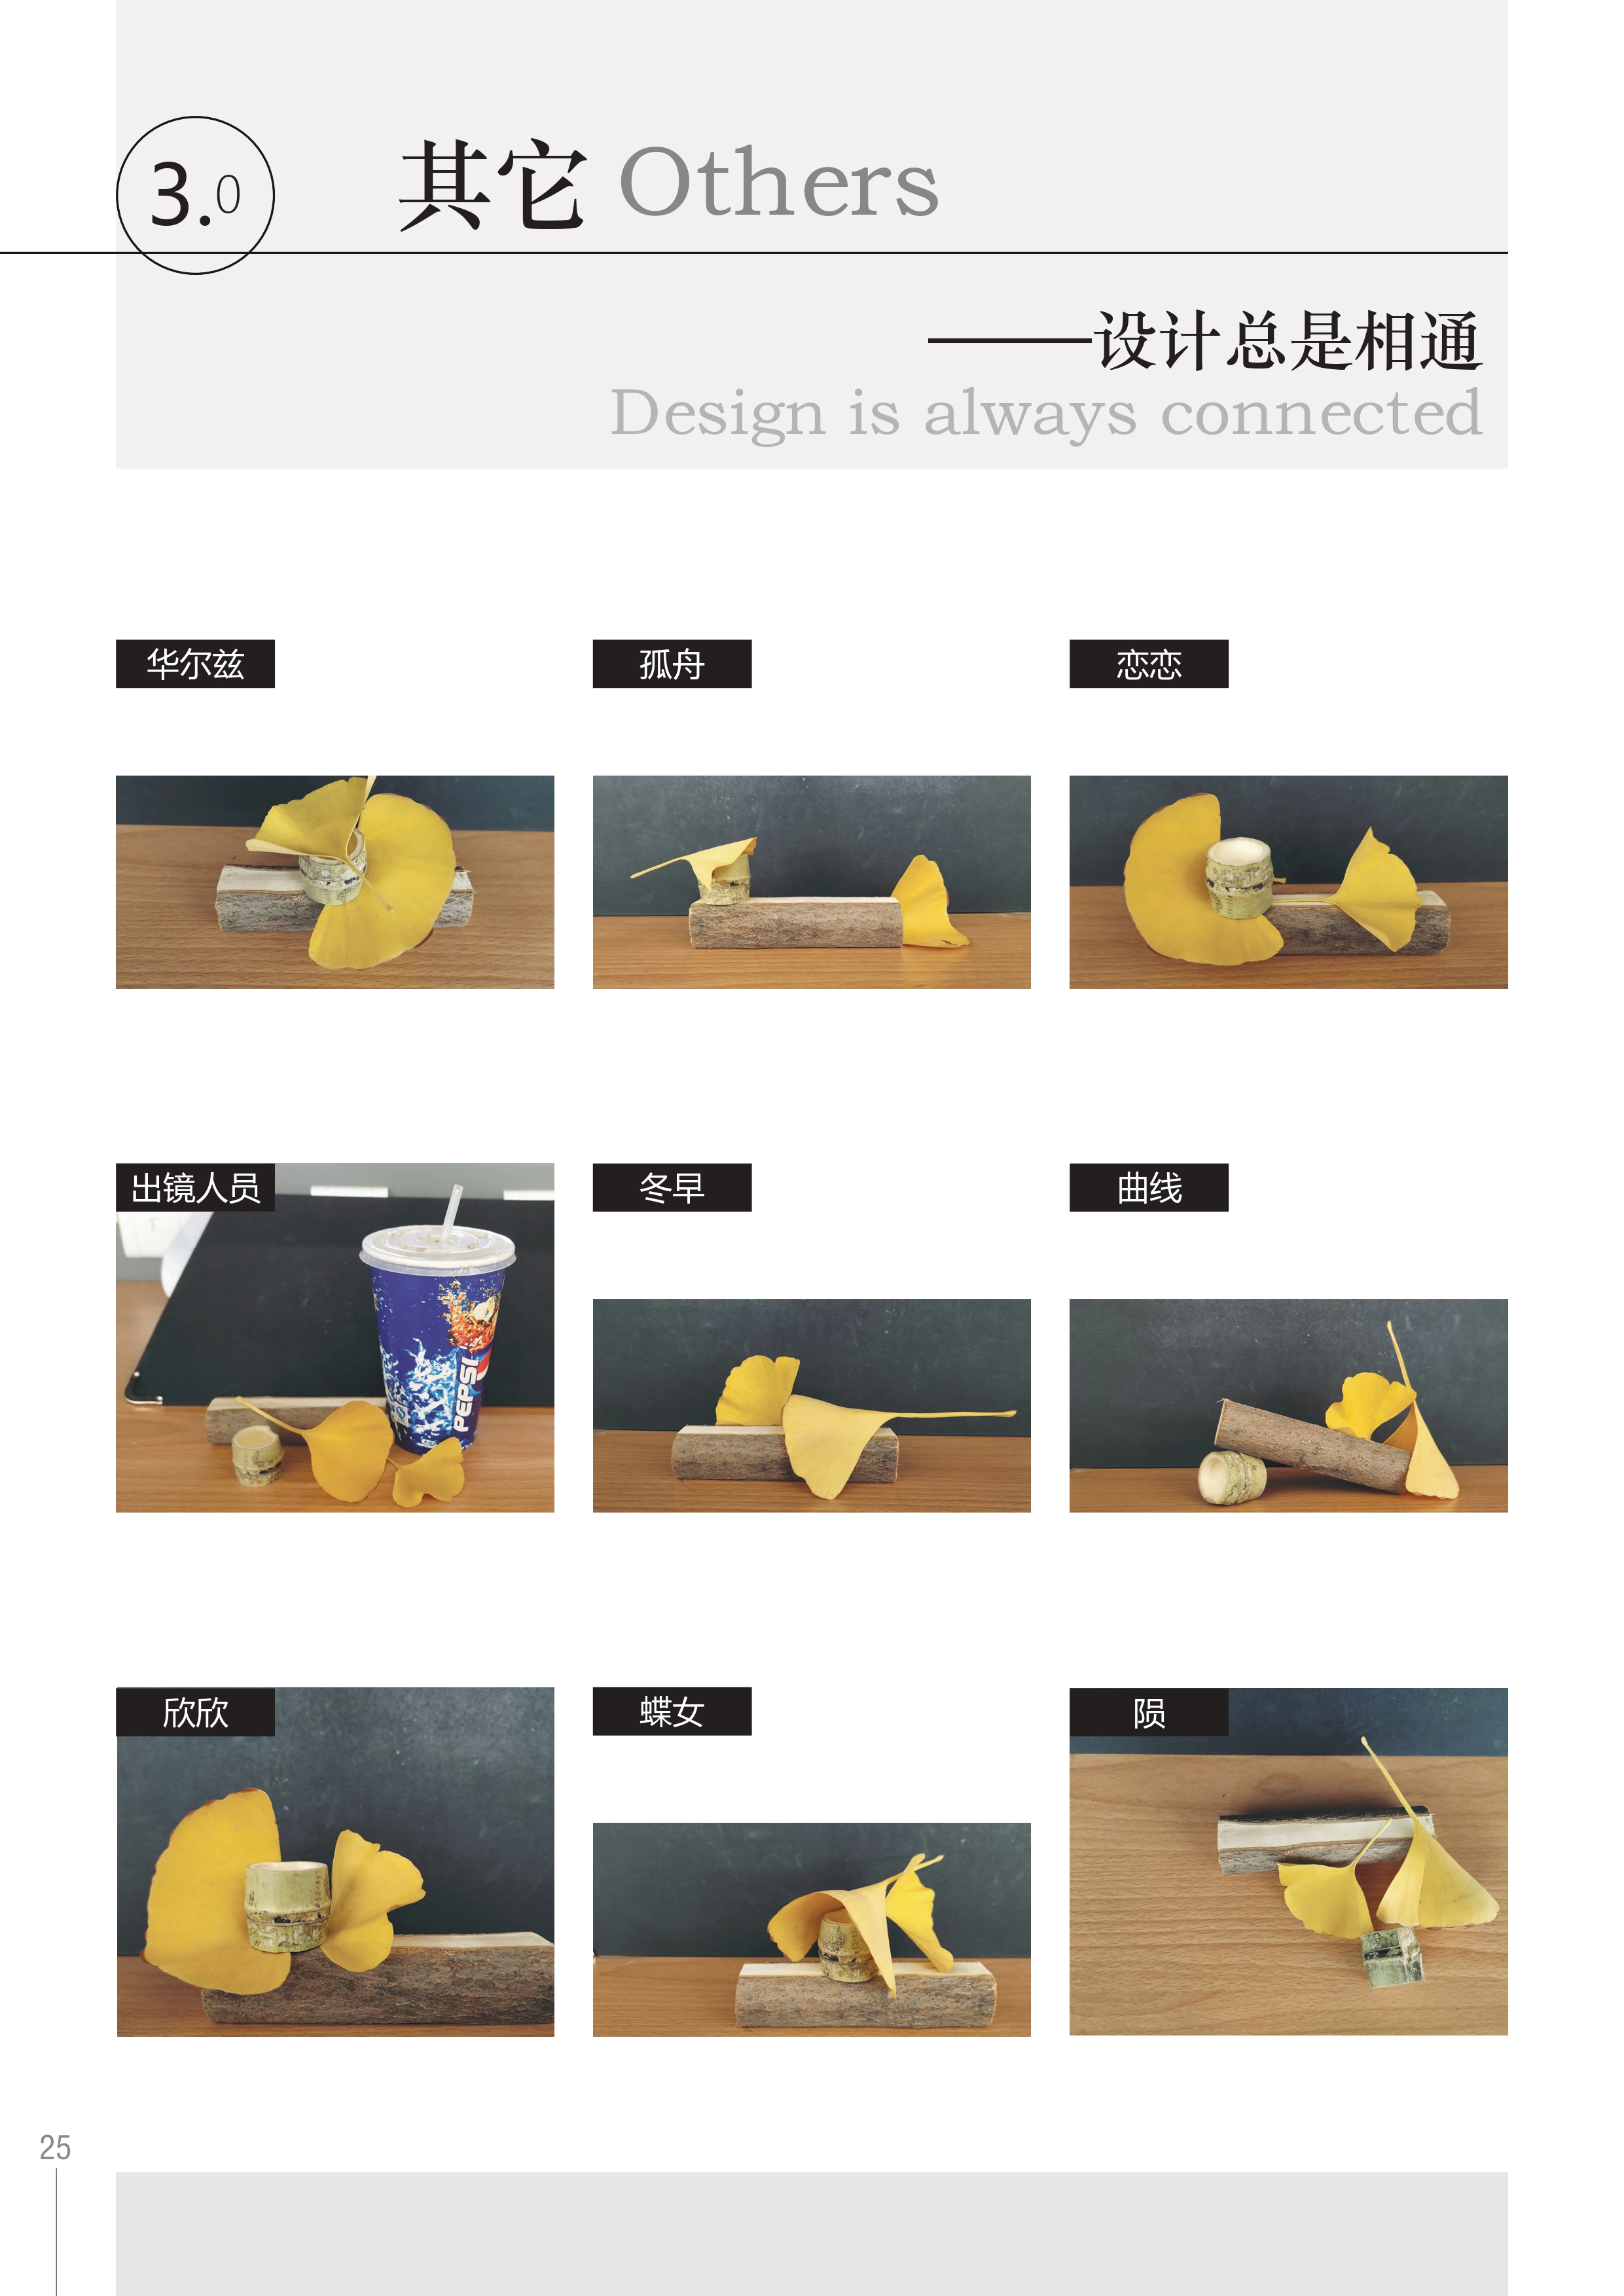 3.0
其它 Others
——设计总是相通
Design is always connected
华尔兹
孤舟
恋恋
出镜人员
PEPSI
冬早
曲线
欣欣
蝶女
陨
25